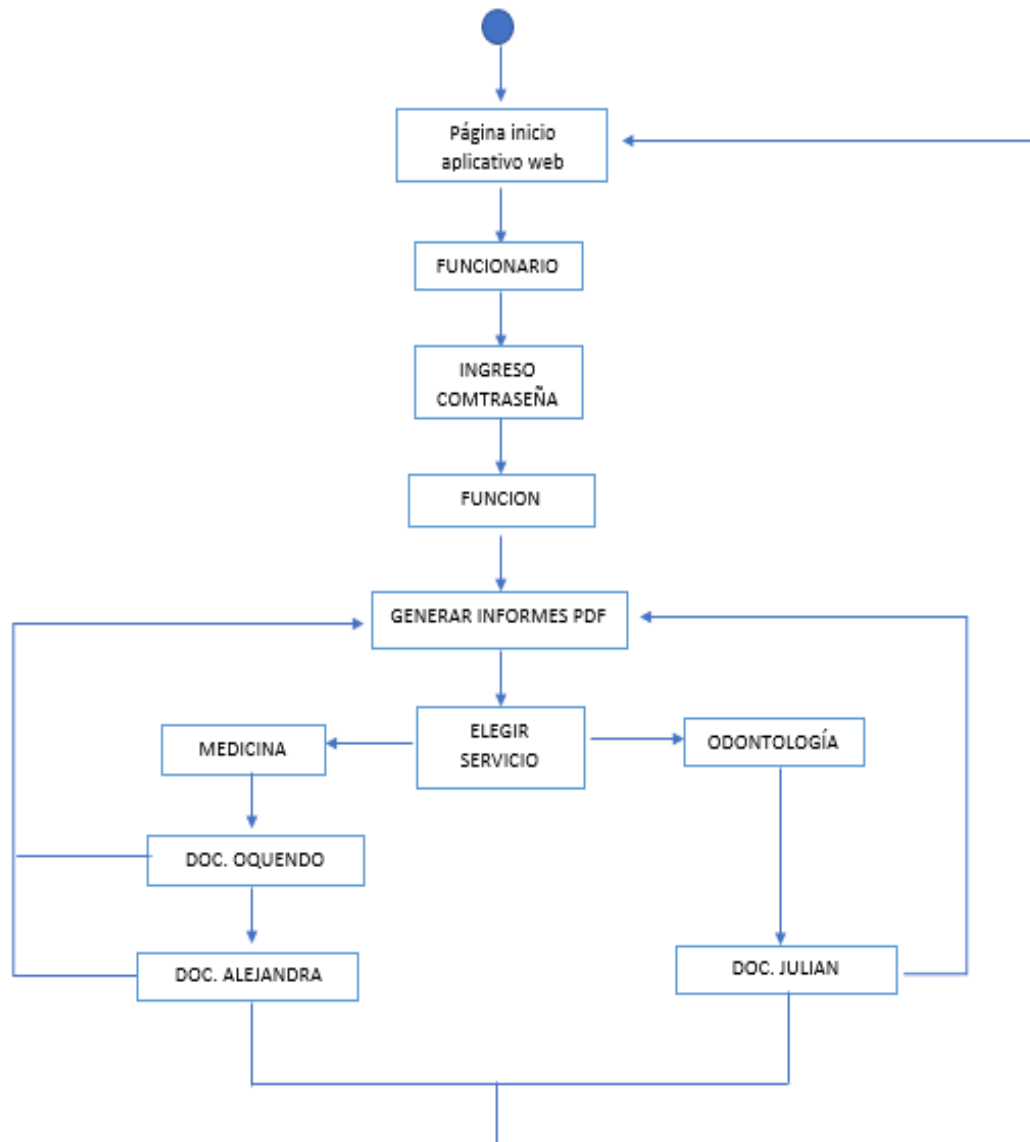 Página inicio
aplicativo web
FUNCIONARIO
INGRESO
COMTRASEÑA
FUNCION
GENERAR INFORMES PDF
ELEGIR
SERVICIO
MEDICINA
ODONTOLOGÍA
DOC. OQUENDO
DOC. ALEJANDRA
DOC. JULIAN